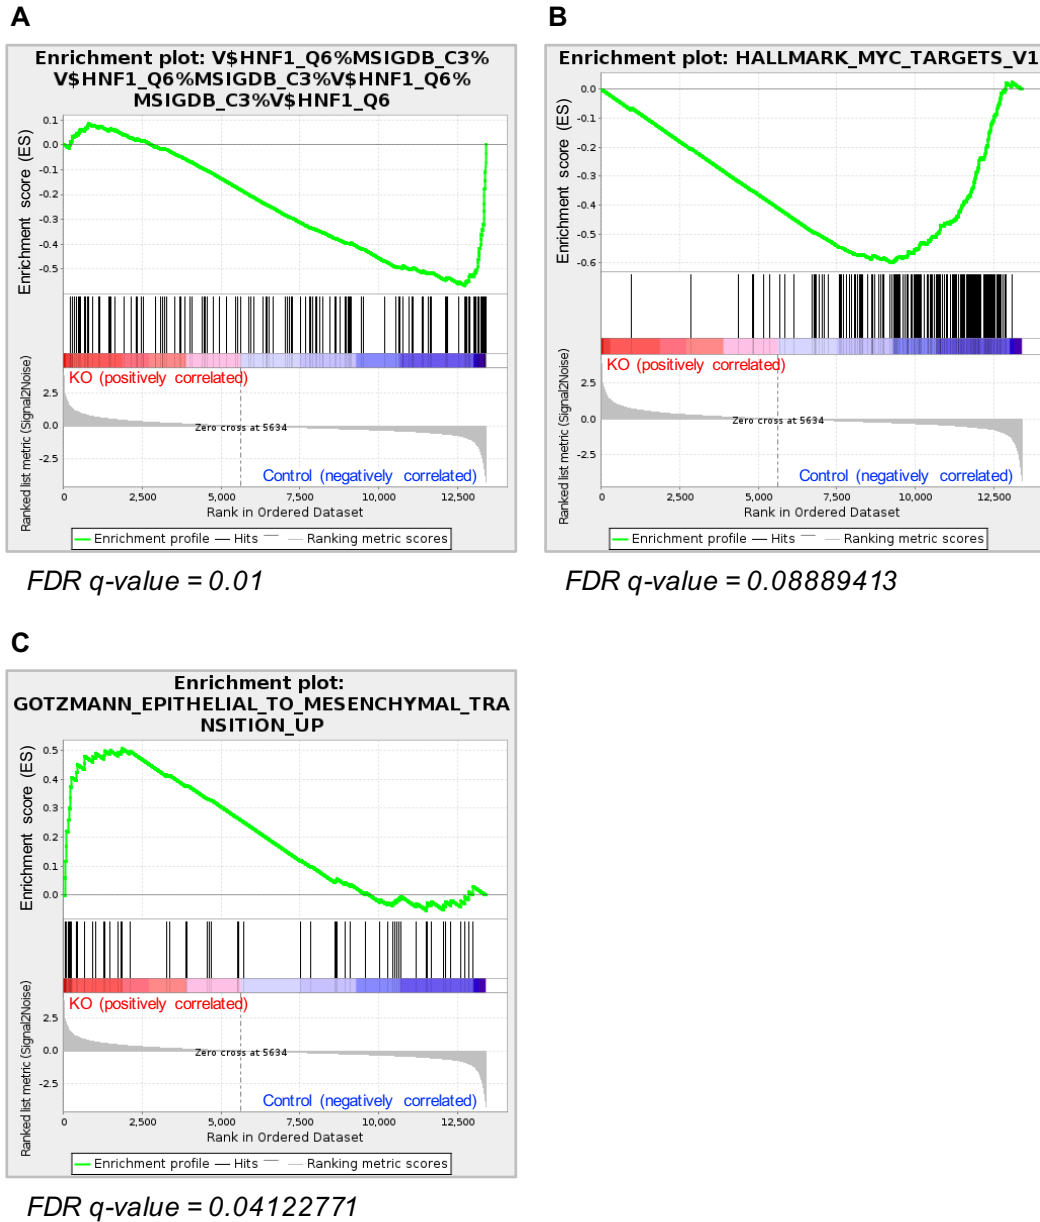 A
Enrichment plot: V$HNF1_Q6%MSIGDB_C3%
V$HNF1_Q6%MSIGDB_C3%V$HNF1_Q6%
MSIGDB_C3%V$HNF1_Q6
Enrichment score (ES)
0.1
0.0
-0.1
-0.2
-0.3
-0.4
-0.5
KO (positively correlated)
Ranked list metric (Signal2Noise)
2.5
0.0
-2.5
Zero cross at 5634
Control (negatively correlated)
0 2,500 5,000 7,500 10,000 12,500
Rank in Ordered Dataset
Enrichment profile Hits Ranking metric scores
FDR q-value = 0.01
B
Enrichment plot: HALLMARK_MYC_TARGETS_V1
Enrichment score (ES)
0.0
-0.1
-0.2
-0.3
-0.4
-0.5
-0.6
KO (positively correlated)
Ranked list metric (Signal2Noise)
2.5
0.0
-2.5
Zero cross at 5634
Control (negatively correlated)
0 2,500 5,000 7,500 10,000 12,500
Rank in Ordered Dataset
Enrichment profile Hits Ranking metric scores
FDR q-value = 0.08889413
C
Enrichment plot:
GOTZMANN_EPITHELIAL_TO_MESENCHYMAL_TRA
NSITION_UP
Enrichment score (ES)
0.5
0.4
0.3
0.2
0.1
0.0
KO (positively correlated)
Ranked list metric (Signal2Noise)
2.5
0.0
-2.5
Zero cross at 5634
Control (negatively correlated)
0 2,500 5,000 7,500 10,000 12,500
Rank in Ordered Dataset
Enrichment profile Hits Ranking metric scores
FDR q-value = 0.04122771